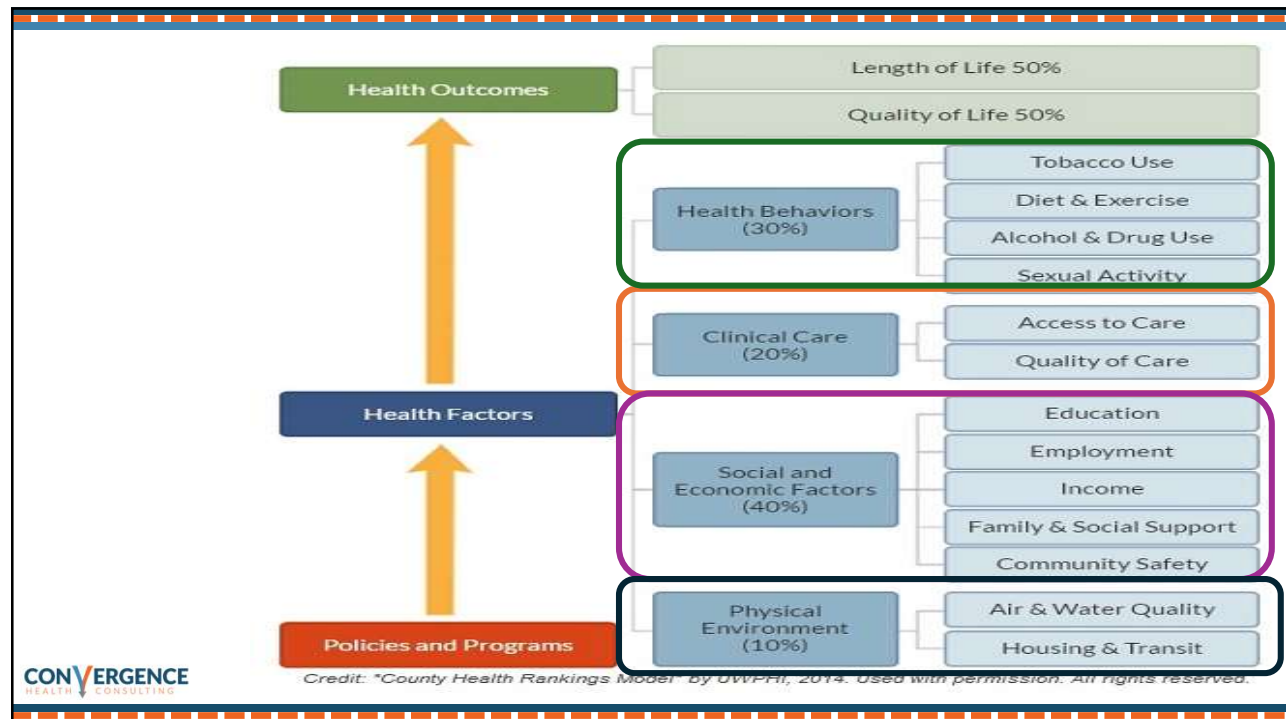 Health Outcomes
Length of Life 50%
Quality of Life 50%
Health Behaviors
(30%)
Tobacco Use
Diet & Exercise
Alcohol & Drug Use
Sexual Activity
Clinical Care
(20%)
Access to Care
Quality of Care
Health Factors
Social and
Economic Factors
(40%)
Education
Employment
Income
Family & Social Support
Community Safety
Physical
Environment
(10%)
Air & Water Quality
Housing & Transit
Policies and Programs
CONVERGENCE
HEALTH CONSULTING
Credit: "County Health Rankings Model" by UWPHI, 2014. Used with permission. All rights reserved.